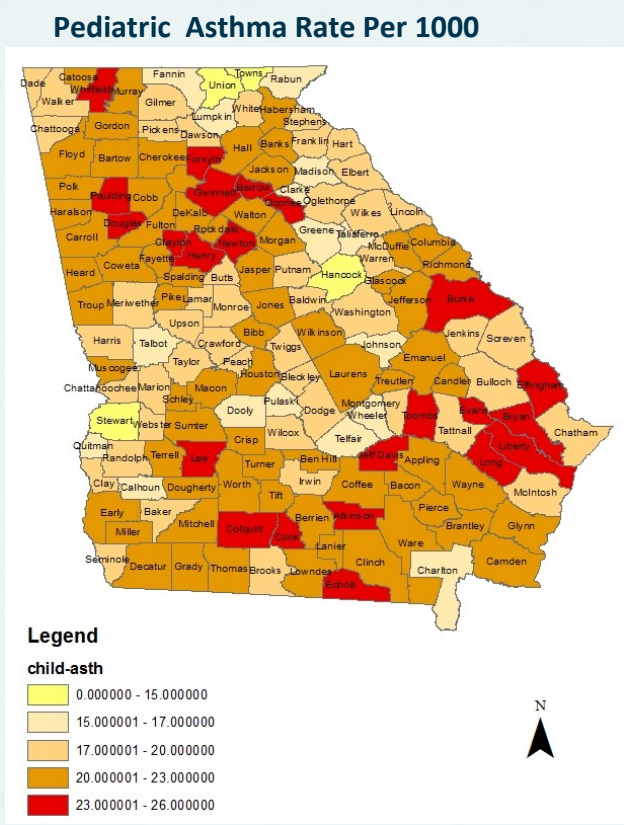 Pediatric Asthma Rate Per 1000
Catoosa Fannin Towns
Dade Whitfield Murray Union Rabun
Walker Gilmer Lumpkin White Habersham
Chattooga Gordon Pickens Dawson Stephens
Floyd Bartow Cherokee Forsyth Hall Banks Franklin Hart
Polk Paulding Cobb Gwinnett Barrow Jackson Madison Elbert
Haralson Douglas Fulton DeKalb Walton Oconee Clarke Oglethorpe Wilkes Lincoln
Carroll Clayton Rockdale Newton Morgan Greene Taliaferro McDuffie Columbia
Heard Coweta Fayette Henry Butts Jasper Putnam Hancock Warren Richmond
Spalding Glascock
Troup Meriwether Pike Lamar Monroe Jones Baldwin Washington Jefferson Burke
Upson Bibb Wilkinson Jenkins Screven
Harris Talbot Crawford Twiggs Johnson Emanuel
Muscogee Taylor Peach Houston Bleckley Laurens Treutlen Candler Bulloch Effingham
Chattahoochee Marion Macon Schley Pulaski Dodge Montgomery Wheeler Toombs Evans Bryan
Stewart Webster Sumter Dooly Wilcox Telfair Tattnall Chatham
Quitman Randolph Terrell Lee Crisp Ben Hill Jeff Davis Appling Long Liberty
Clay Calhoun Dougherty Worth Turner Irwin Coffee Bacon Wayne McIntosh
Early Baker Mitchell Tift Berrien Atkinson Pierce Brantley Glynn
Miller Colquitt Cook Lanier Ware
Seminole Decatur Grady Thomas Brooks Lowndes Echols Clinch Charlton Camden
Legend
child-asth
0.000000 - 15.000000
15.000001 - 17.000000
17.000001 - 20.000000
20.000001 - 23.000000
23.000001 - 26.000000
N